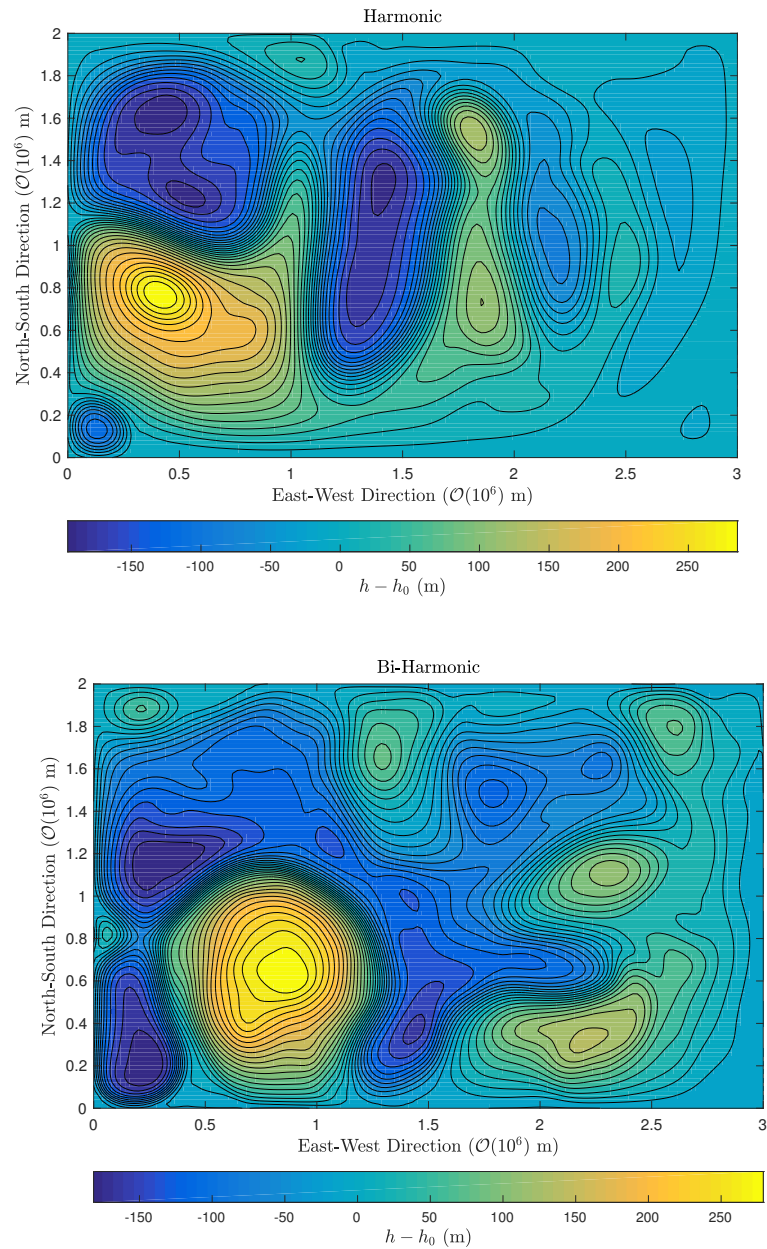 Harmonic
2
1.8
1.6
1.4
1.2
1
0.8
0.6
0.4
0.2
0
North-South Direction (𝒪(10⁶) m)
0 0.5 1 1.5 2 2.5 3
East-West Direction (𝒪(10⁶) m)
-150 -100 -50 0 50 100 150 200 250
h − h₀ (m)
Bi-Harmonic
2
1.8
1.6
1.4
1.2
1
0.8
0.6
0.4
0.2
0
North-South Direction (𝒪(10⁶) m)
0 0.5 1 1.5 2 2.5 3
East-West Direction (𝒪(10⁶) m)
-150 -100 -50 0 50 100 150 200 250
h − h₀ (m)